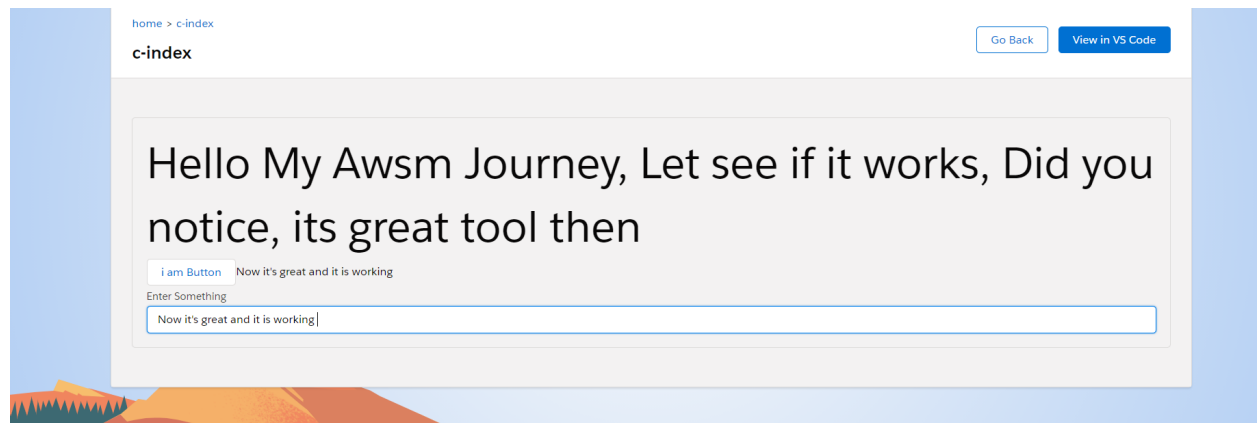 home > c-index
c-index
Go Back
View in VS Code
Hello My Awsm Journey, Let see if it works, Did you
notice, its great tool then
i am Button Now it's great and it is working
Enter Something
Now it's great and it is working